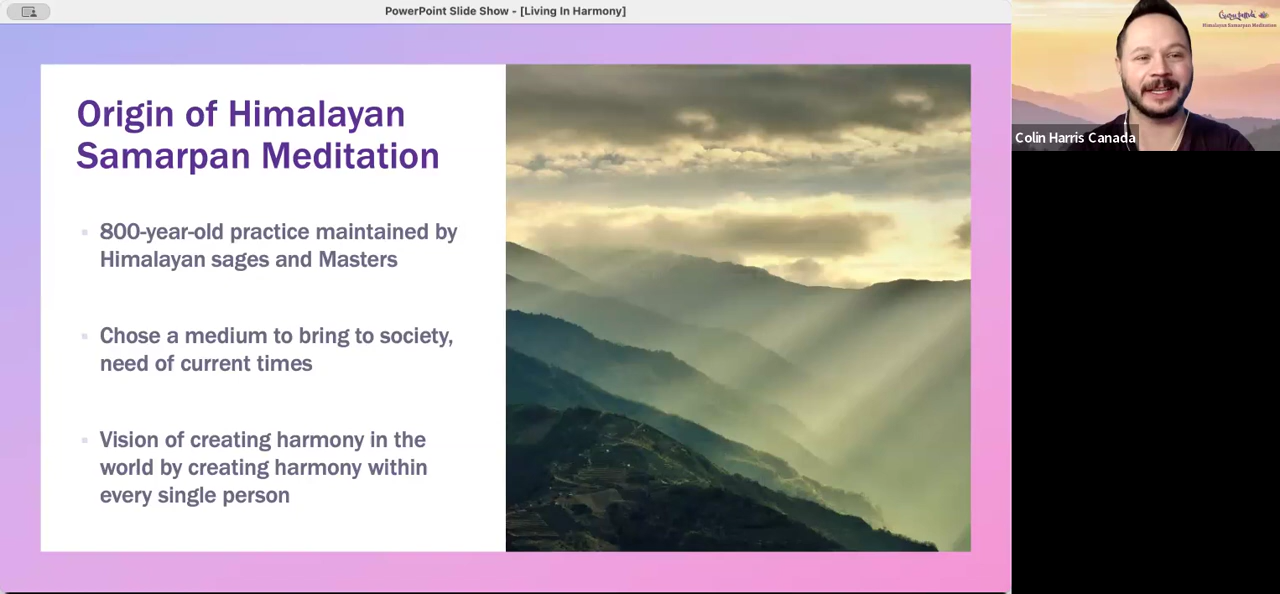 PowerPoint Slide Show - [Living In Harmony]
Origin of Himalayan
Samarpan Meditation
800-year-old practice maintained by
Himalayan sages and Masters
Chose a medium to bring to society,
need of current times
Vision of creating harmony in the
world by creating harmony within
every single person
Himalayan Samarpan Meditation
Colin Harris Canada